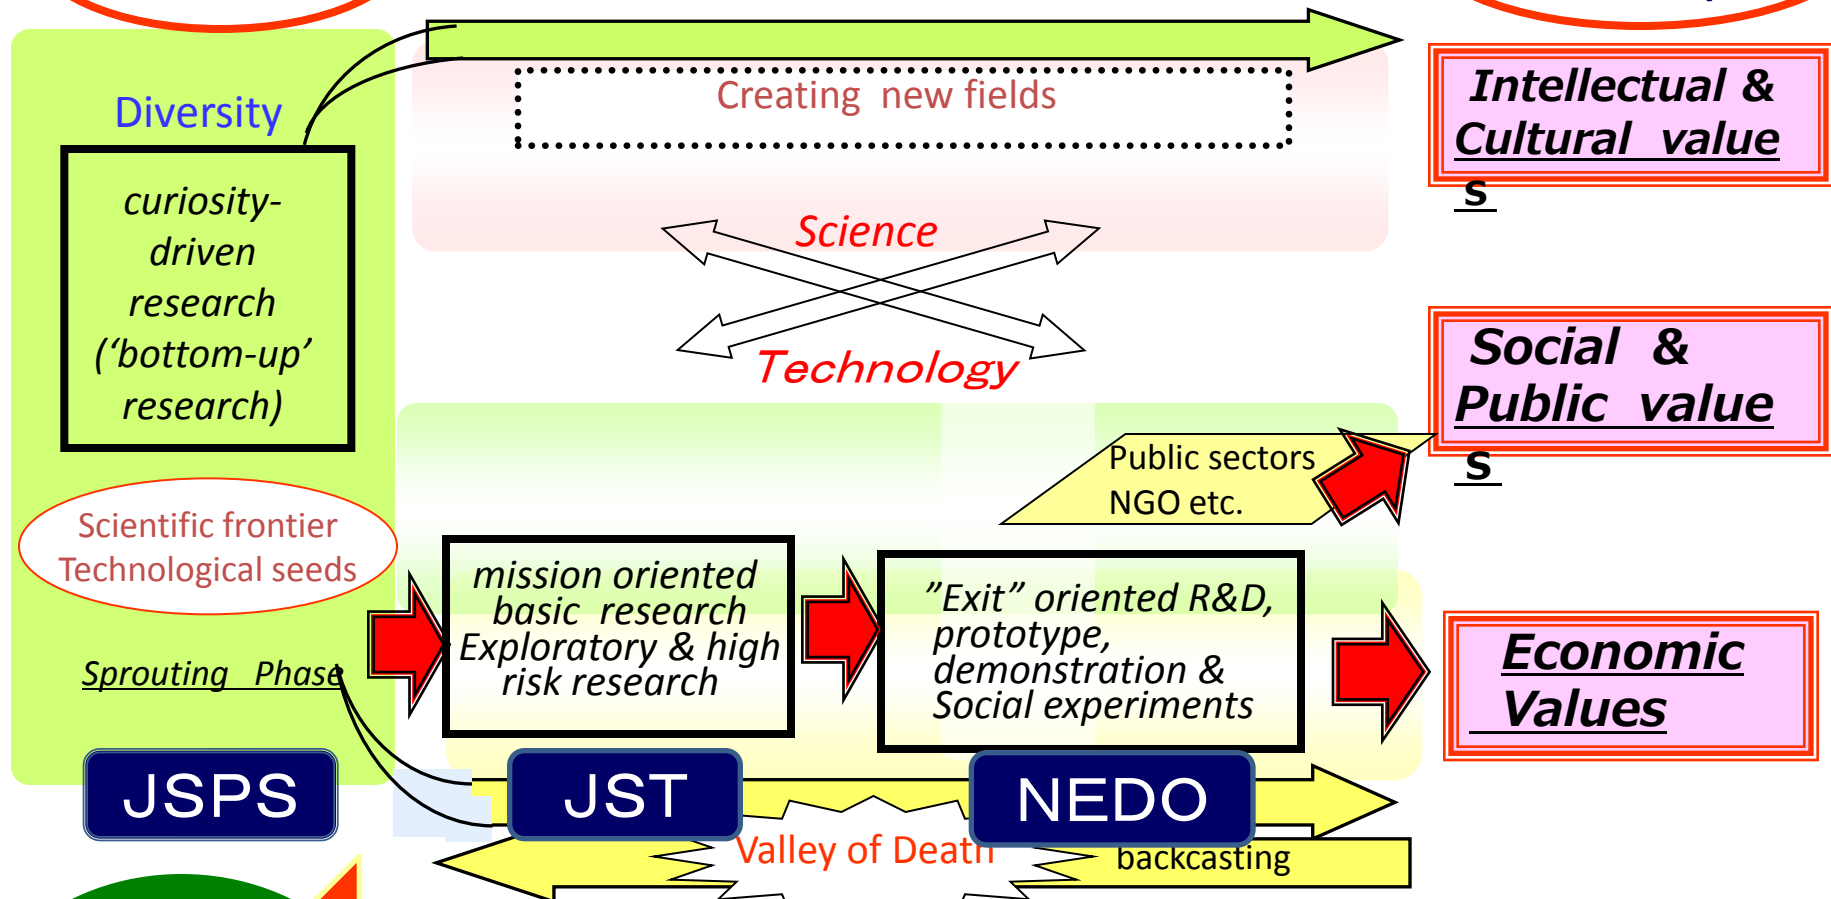 Diversity
curiosity-
driven
research
(‘bottom-up’
research)
Scientific frontier
Technological seeds
Sprouting Phase
JSPS
Creating new fields
Science
Technology
Public sectors
NGO etc.
mission oriented
basic research
Exploratory & high
risk research
”Exit” oriented R&D,
prototype,
demonstration &
Social experiments
JST
NEDO
Valley of Death
backcasting
Intellectual &
Cultural value
s
Social &
Public value
s
Economic
Values